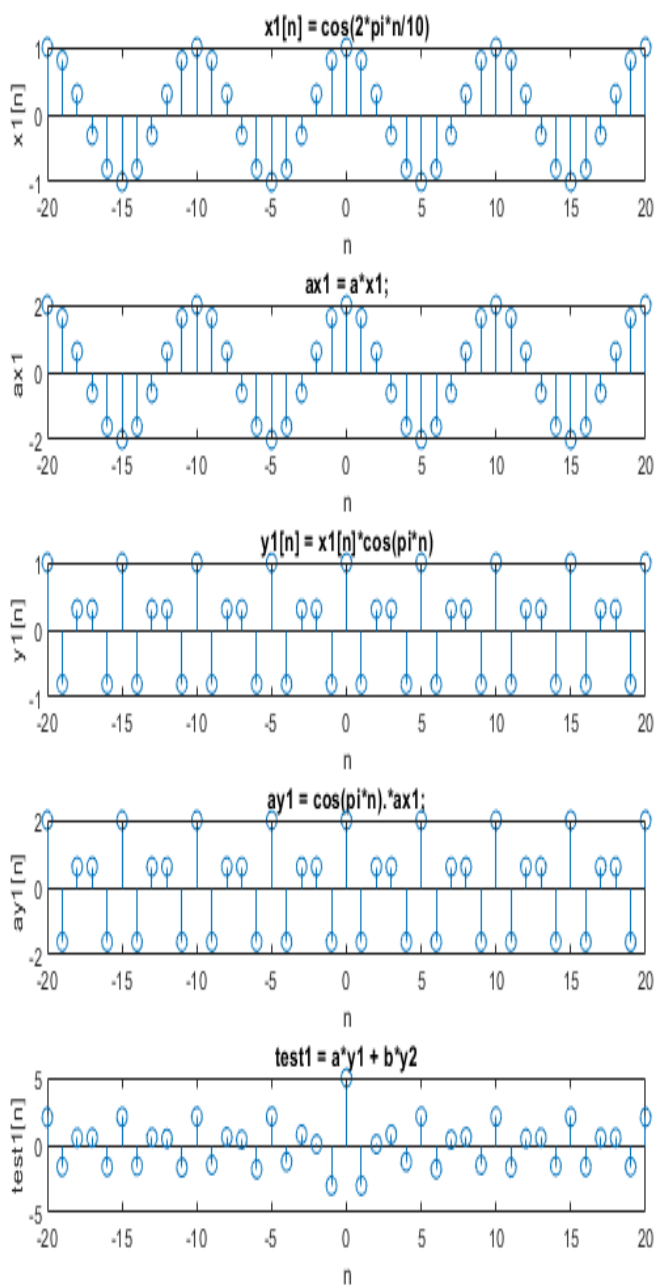 x1[n] = cos(2*pi*n/10)
x1[n]
1
0
-1
-20 -15 -10 -5 0 5 10 15 20
n
ax1 = a*x1;
ax1
2
0
-2
-20 -15 -10 -5 0 5 10 15 20
n
y1[n] = x1[n]*cos(pi*n)
y1[n]
1
0
-1
-20 -15 -10 -5 0 5 10 15 20
n
ay1 = cos(pi*n).*ax1;
ay1[n]
2
0
-2
-20 -15 -10 -5 0 5 10 15 20
n
test1 = a*y1 + b*y2
test1[n]
5
0
-5
-20 -15 -10 -5 0 5 10 15 20
n